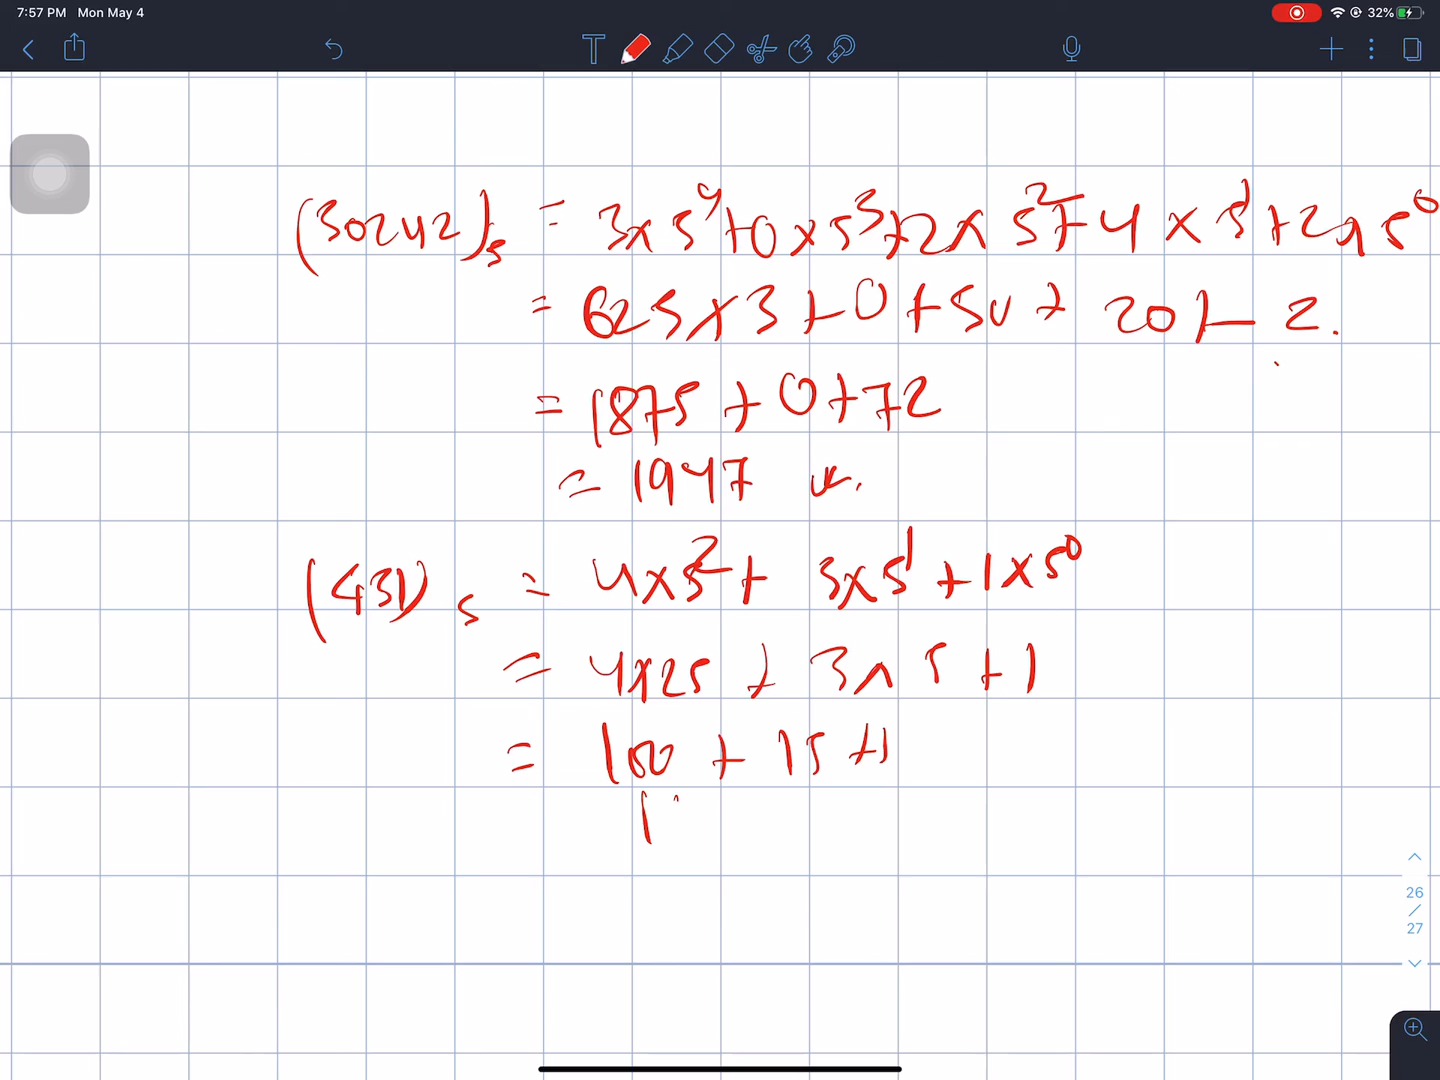 7:57 PM Mon May 4
32%
T
(30242)₅ = 3x5⁴+0x5³+2x5²+4x5¹+2x5⁰
= 625x3+0+50+20+2.
= 1875+0+72
= 1947
(431)₅ = 4x5²+3x5¹+1x5⁰
= 4x25+3x5+1
= 100+15+1
1
26
/
27